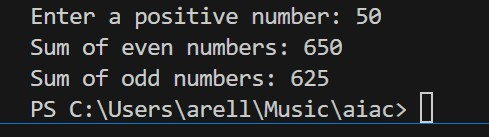 Enter a positive number: 50
Sum of even numbers: 650
Sum of odd numbers: 625
PS C:\Users\arell\Music\aiac>